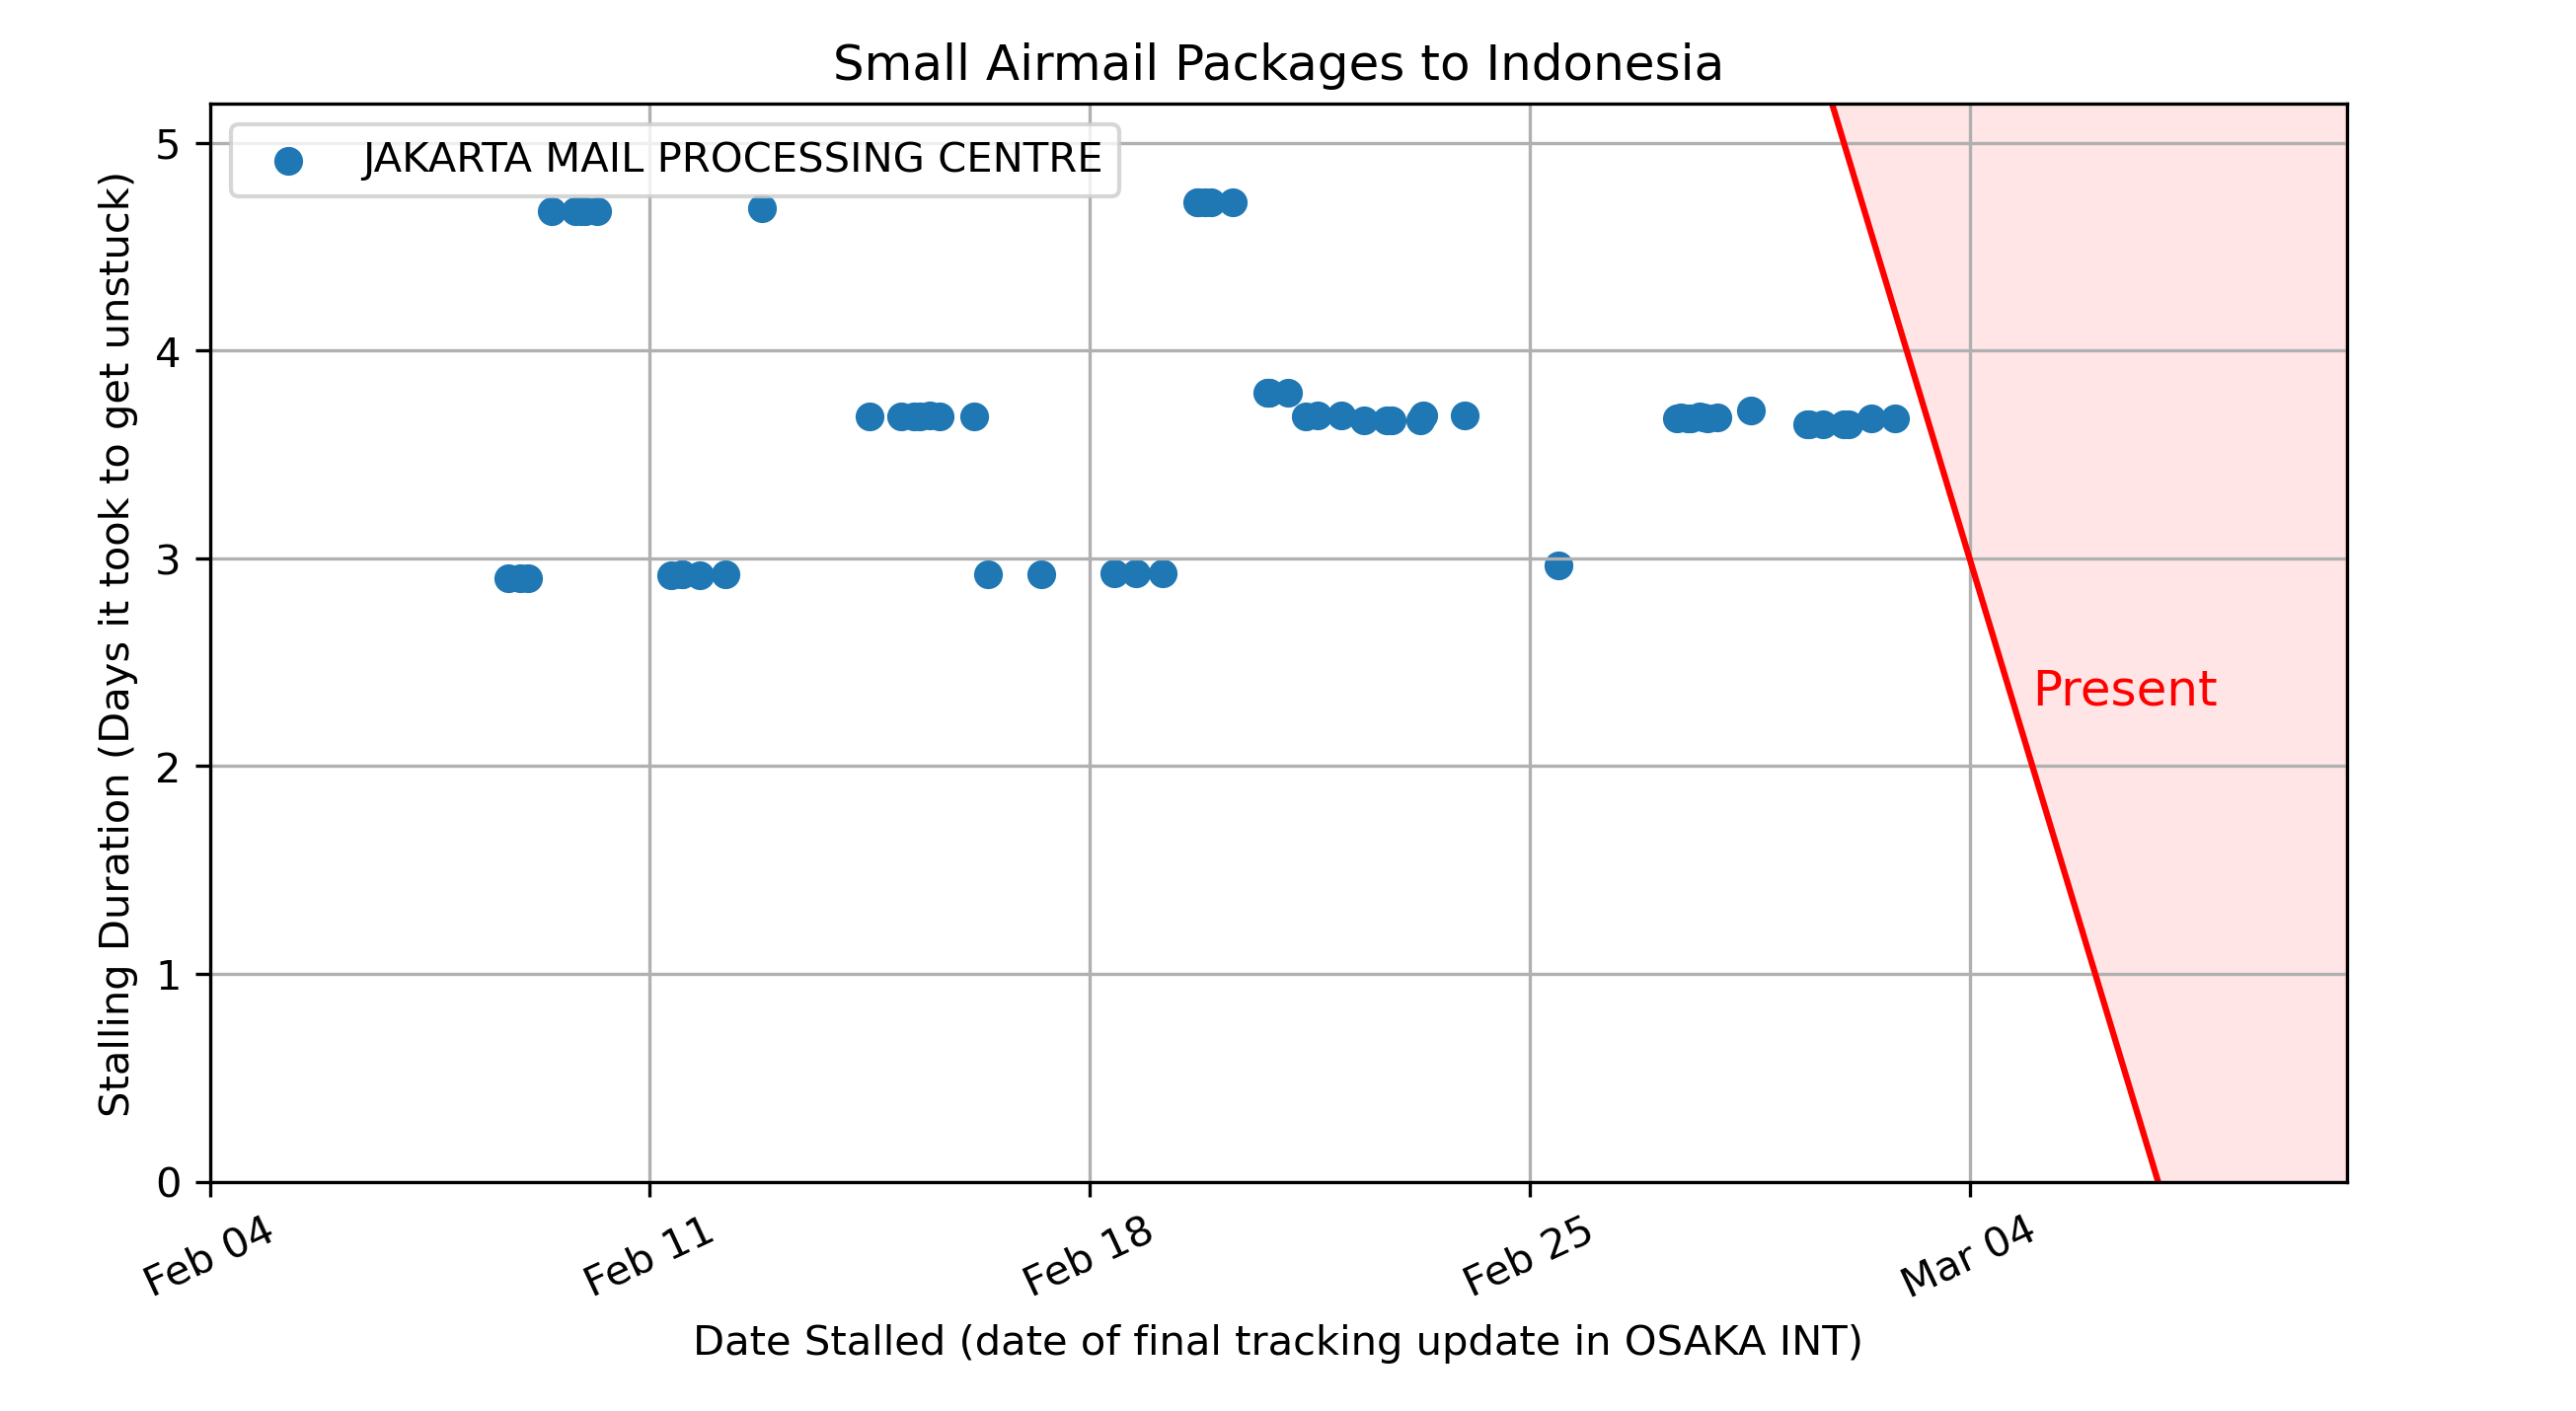 Small Airmail Packages to Indonesia
JAKARTA MAIL PROCESSING CENTRE
Stalling Duration (Days it took to get unstuck)
5
4
3
2
1
0
Present
Feb 04
Feb 11
Feb 18
Feb 25
Mar 04
Date Stalled (date of final tracking update in OSAKA INT)